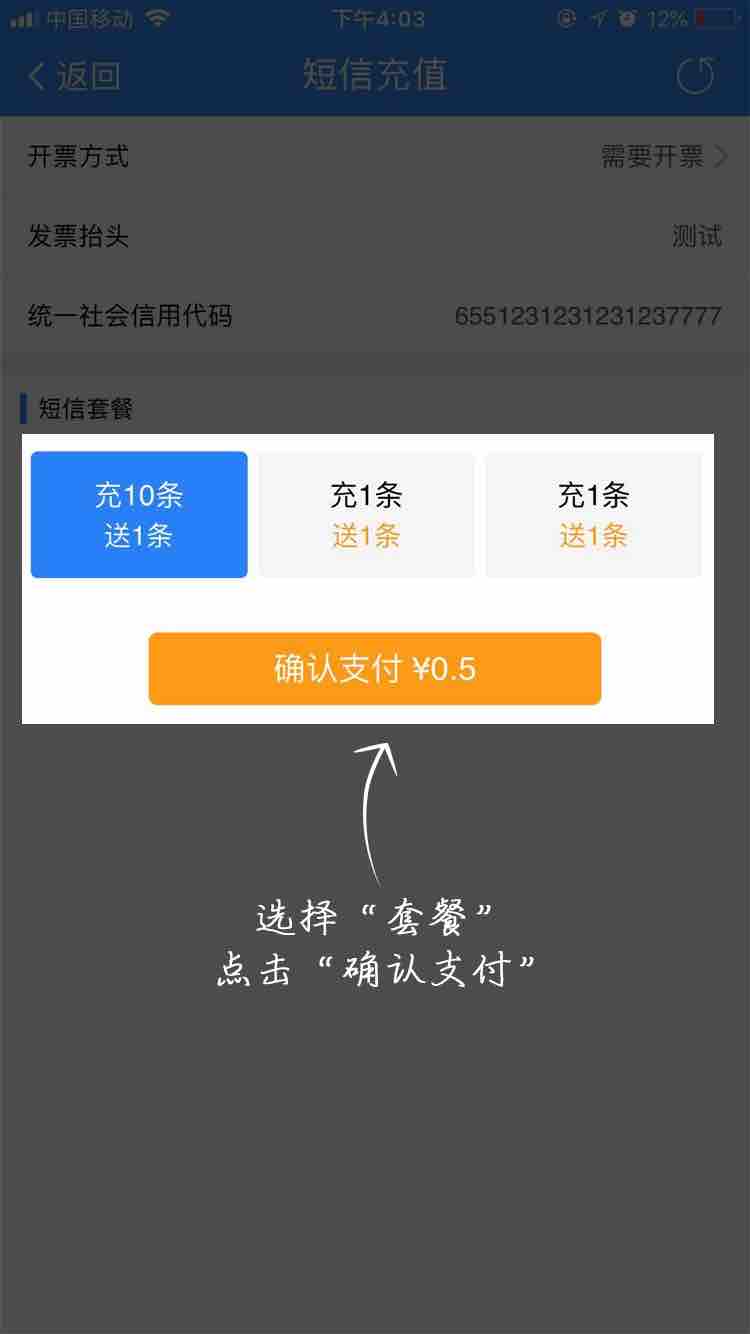 中国移动 下午4:03 12%
返回 短信充值
开票方式 需要开票
发票抬头 测试
统一社会信用代码 6551231231231237777
短信套餐
充10条 充1条 充1条
送1条 送1条 送1条
确认支付 ¥0.5
选择“套餐”
点击“确认支付”